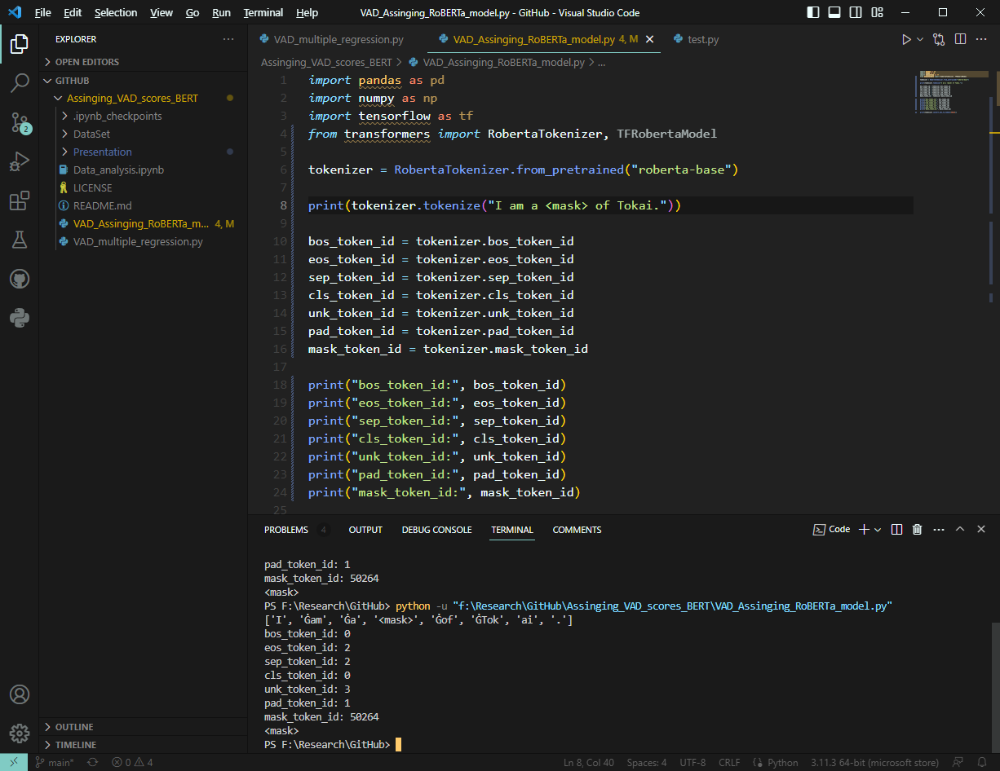 File Edit Selection View Go Run Terminal Help VAD_Assinging_RoBERTa_model.py - GitHub - Visual Studio Code
EXPLORER
OPEN EDITORS
GITHUB
Assinging_VAD_scores_BERT
.ipynb_checkpoints
DataSet
Presentation
Data_analysis.ipynb
LICENSE
README.md
VAD_Assinging_RoBERTa_m... 4, M
VAD_multiple_regression.py
OUTLINE
TIMELINE
2
VAD_multiple_regression.py VAD_Assinging_RoBERTa_model.py 4, M test.py
Assinging_VAD_scores_BERT > VAD_Assinging_RoBERTa_model.py > ...
1 import pandas as pd
2 import numpy as np
3 import tensorflow as tf
4 from transformers import RobertaTokenizer, TFRobertaModel
5
6 tokenizer = RobertaTokenizer.from_pretrained("roberta-base")
7
8 print(tokenizer.tokenize("I am a <mask> of Tokai."))
9
10 bos_token_id = tokenizer.bos_token_id
11 eos_token_id = tokenizer.eos_token_id
12 sep_token_id = tokenizer.sep_token_id
13 cls_token_id = tokenizer.cls_token_id
14 unk_token_id = tokenizer.unk_token_id
15 pad_token_id = tokenizer.pad_token_id
16 mask_token_id = tokenizer.mask_token_id
17
18 print("bos_token_id:", bos_token_id)
19 print("eos_token_id:", eos_token_id)
20 print("sep_token_id:", sep_token_id)
21 print("cls_token_id:", cls_token_id)
22 print("unk_token_id:", unk_token_id)
23 print("pad_token_id:", pad_token_id)
24 print("mask_token_id:", mask_token_id)
25
PROBLEMS 4 OUTPUT DEBUG CONSOLE TERMINAL COMMENTS Code
pad_token_id: 1
mask_token_id: 50264
<mask>
PS F:\Research\GitHub> python -u "f:\Research\GitHub\Assinging_VAD_scores_BERT\VAD_Assinging_RoBERTa_model.py"
['I', 'Ġam', 'Ġa', '<mask>', 'Ġof', 'ĠTok', 'ai', '.']
bos_token_id: 0
eos_token_id: 2
sep_token_id: 2
cls_token_id: 0
unk_token_id: 3
pad_token_id: 1
mask_token_id: 50264
<mask>
PS F:\Research\GitHub>
main* 0 4 Ln 8, Col 40 Spaces: 4 UTF-8 CRLF Python 3.11.3 64-bit (microsoft store)